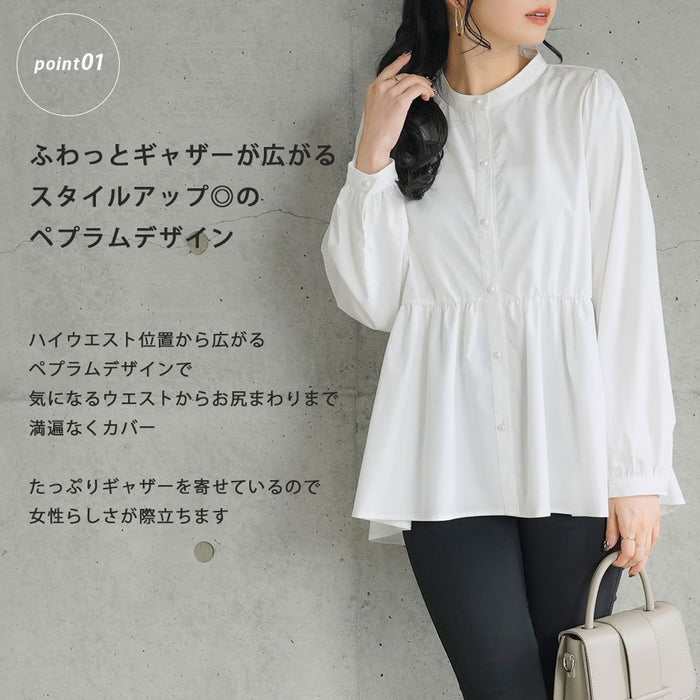 point01
ふわっとギャザーが広がる
スタイルアップ◎の
ペプラムデザイン
ハイウエスト位置から広がる
ペプラムデザインで
気になるウエストからお尻まわりまで
満遍なくカバー
たっぷりギャザーを寄せているので
女性らしさが際立ちます